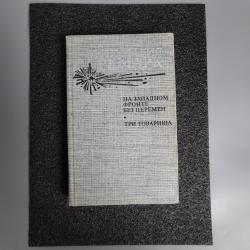 НА ЗАПАДНОМ
ФРОНТЕ
БЕЗ ПЕРЕМЕН
•
ТРИ ТОВАРИЩА